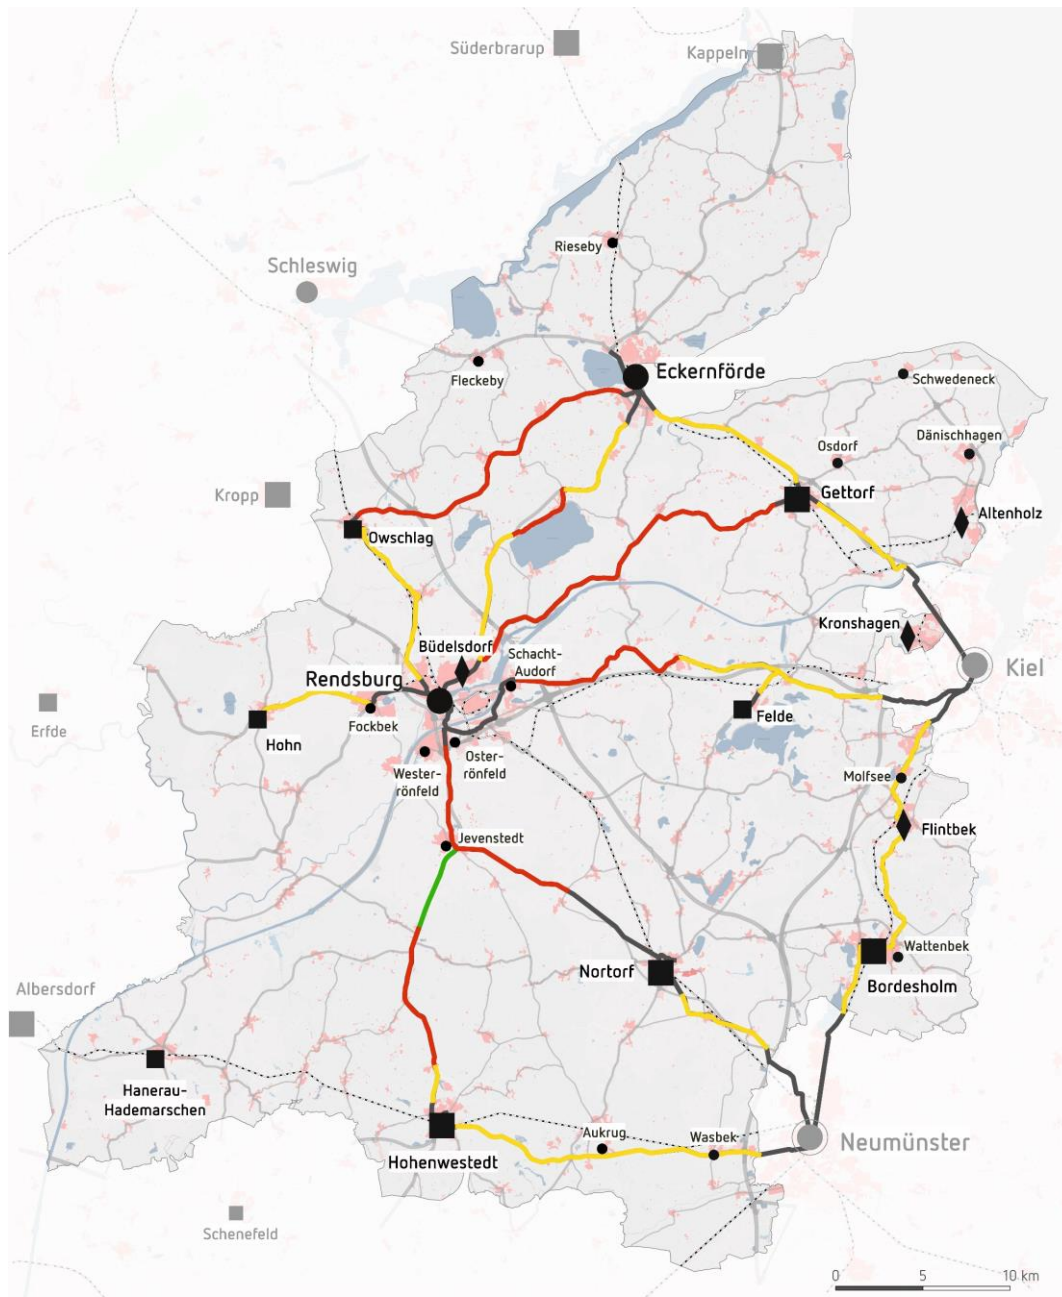 Süderbrarup
Kappeln
Rieseby
Schleswig
Eckernförde
Fleckeby
Schwedeneck
Dänischhagen
Osdorf
Kropp
Gettorf
Altenholz
Owschlag
Kronshagen
Büdelsdorf
Schacht-
Audorf
Kiel
Rendsburg
Erfde
Hohn
Fockbek
Felde
Wester-
rönfeld
Oster-
rönfeld
Molfsee
Flintbek
Jevenstedt
Wattenbek
Nortorf
Bordesholm
Albersdorf
Hanerau-
Hademarschen
Aukrug
Wasbek
Neumünster
Hohenwestedt
Schenefeld
0 5 10 km